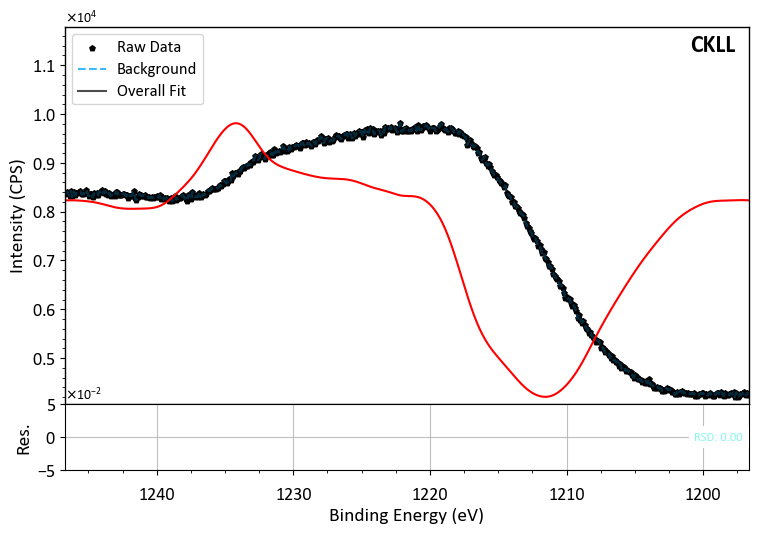 ×10⁴
CKLL
Raw Data
Background
Overall Fit
1.1
1.0
0.9
0.8
0.7
0.6
0.5
Intensity (CPS)
×10⁻²
5
0
−5
Res.
RSD: 0.00
1240 1230 1220 1210 1200
Binding Energy (eV)